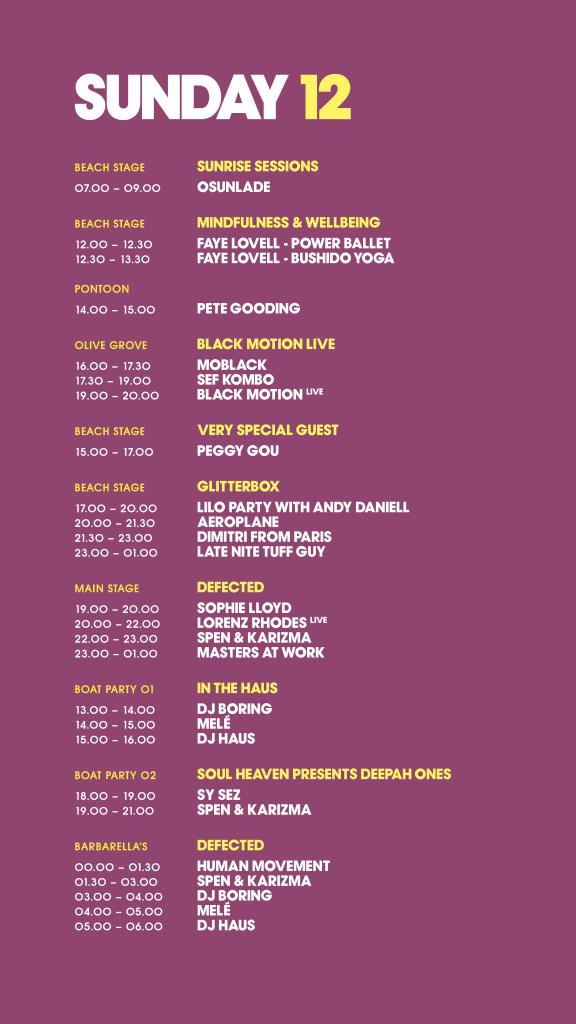 SUNDAY 12
BEACH STAGE SUNRISE SESSIONS
07.00 – 09.00 OSUNLADE
BEACH STAGE MINDFULNESS & WELLBEING
12.00 – 12.30 FAYE LOVELL - POWER BALLET
12.30 – 13.30 FAYE LOVELL - BUSHIDO YOGA
PONTOON
14.00 – 15.00 PETE GOODING
OLIVE GROVE BLACK MOTION LIVE
16.00 – 17.30 MOBLACK
17.30 – 19.00 SEF KOMBO
19.00 – 20.00 BLACK MOTION LIVE
BEACH STAGE VERY SPECIAL GUEST
15.00 – 17.00 PEGGY GOU
BEACH STAGE GLITTERBOX
17.00 – 20.00 LILO PARTY WITH ANDY DANIELL
20.00 – 21.30 AEROPLANE
21.30 – 23.00 DIMITRI FROM PARIS
23.00 – 01.00 LATE NITE TUFF GUY
MAIN STAGE DEFECTED
19.00 – 20.00 SOPHIE LLOYD
20.00 – 22.00 LORENZ RHODES LIVE
22.00 – 23.00 SPEN & KARIZMA
23.00 – 01.00 MASTERS AT WORK
BOAT PARTY 01 IN THE HAUS
13.00 – 14.00 DJ BORING
14.00 – 15.00 MELÉ
15.00 – 16.00 DJ HAUS
BOAT PARTY 02 SOUL HEAVEN PRESENTS DEEPAH ONES
18.00 – 19.00 SY SEZ
19.00 – 21.00 SPEN & KARIZMA
BARBARELLA'S DEFECTED
00.00 – 01.30 HUMAN MOVEMENT
01.30 – 03.00 SPEN & KARIZMA
03.00 – 04.00 DJ BORING
04.00 – 05.00 MELÉ
05.00 – 06.00 DJ HAUS